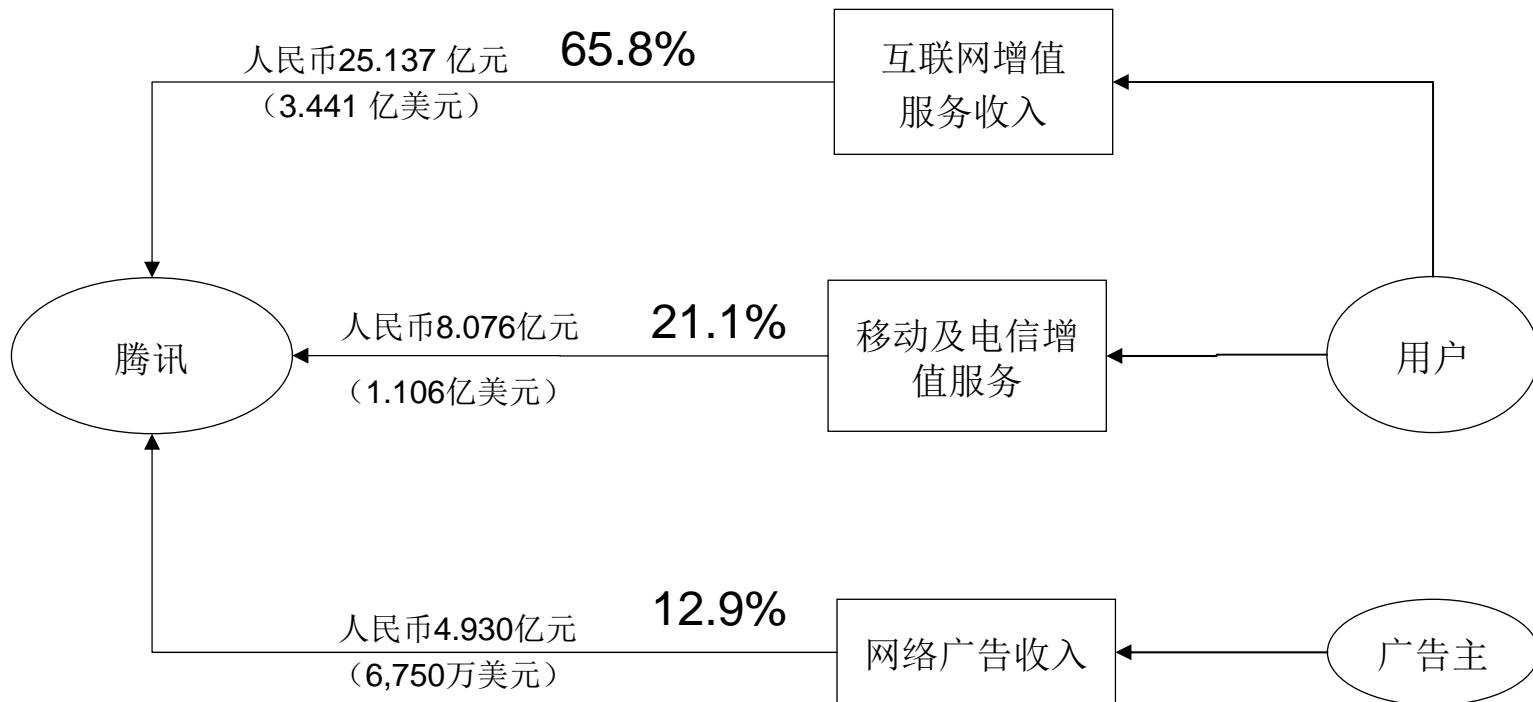 人民币25.137 亿元
65.8%
（3.441 亿美元）
互联网增值
服务收入
腾讯
人民币8.076亿元
21.1%
（1.106亿美元）
移动及电信增
值服务
用户
人民币4.930亿元
12.9%
（6,750万美元）
网络广告收入
广告主